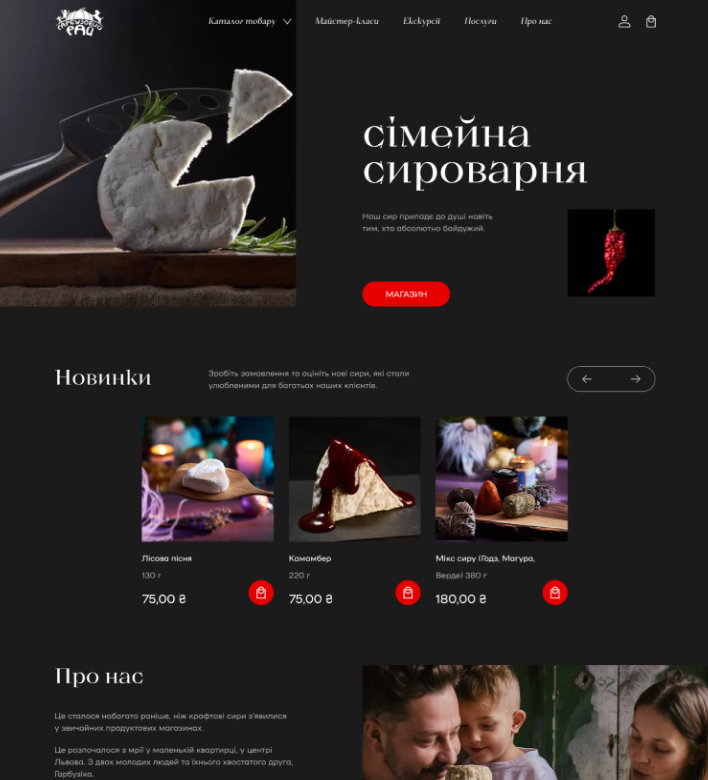 ГАРБУЗОВИЙ
РАЙ
Каталог товару
Майстер-класи
Екскурсії
Послуги
Про нас
сімейна
сироварня
Наш сир припаде до душі навіть
тим, хто абсолютно байдужий.
МАГАЗИН
Новинки
Зробіть замовлення та оцініть нові сири, які стали
улюбленими для багатьох наших клієнтів.
Лісова пісня
130 г
75,00 ₴
Камамбер
220 г
75,00 ₴
Мікс сиру (Годз, Магура,
Верде) 380 г
180,00 ₴
Про нас
Це сталося набагато раніше, ніж крафтові сири з'явилися
у звичайних продуктових магазинах.
Це розпочалося з мрії у маленькій квартирці, у центрі
Львова. З двох молодих людей та їхнього хвостатого друга,
Гарбузіка.